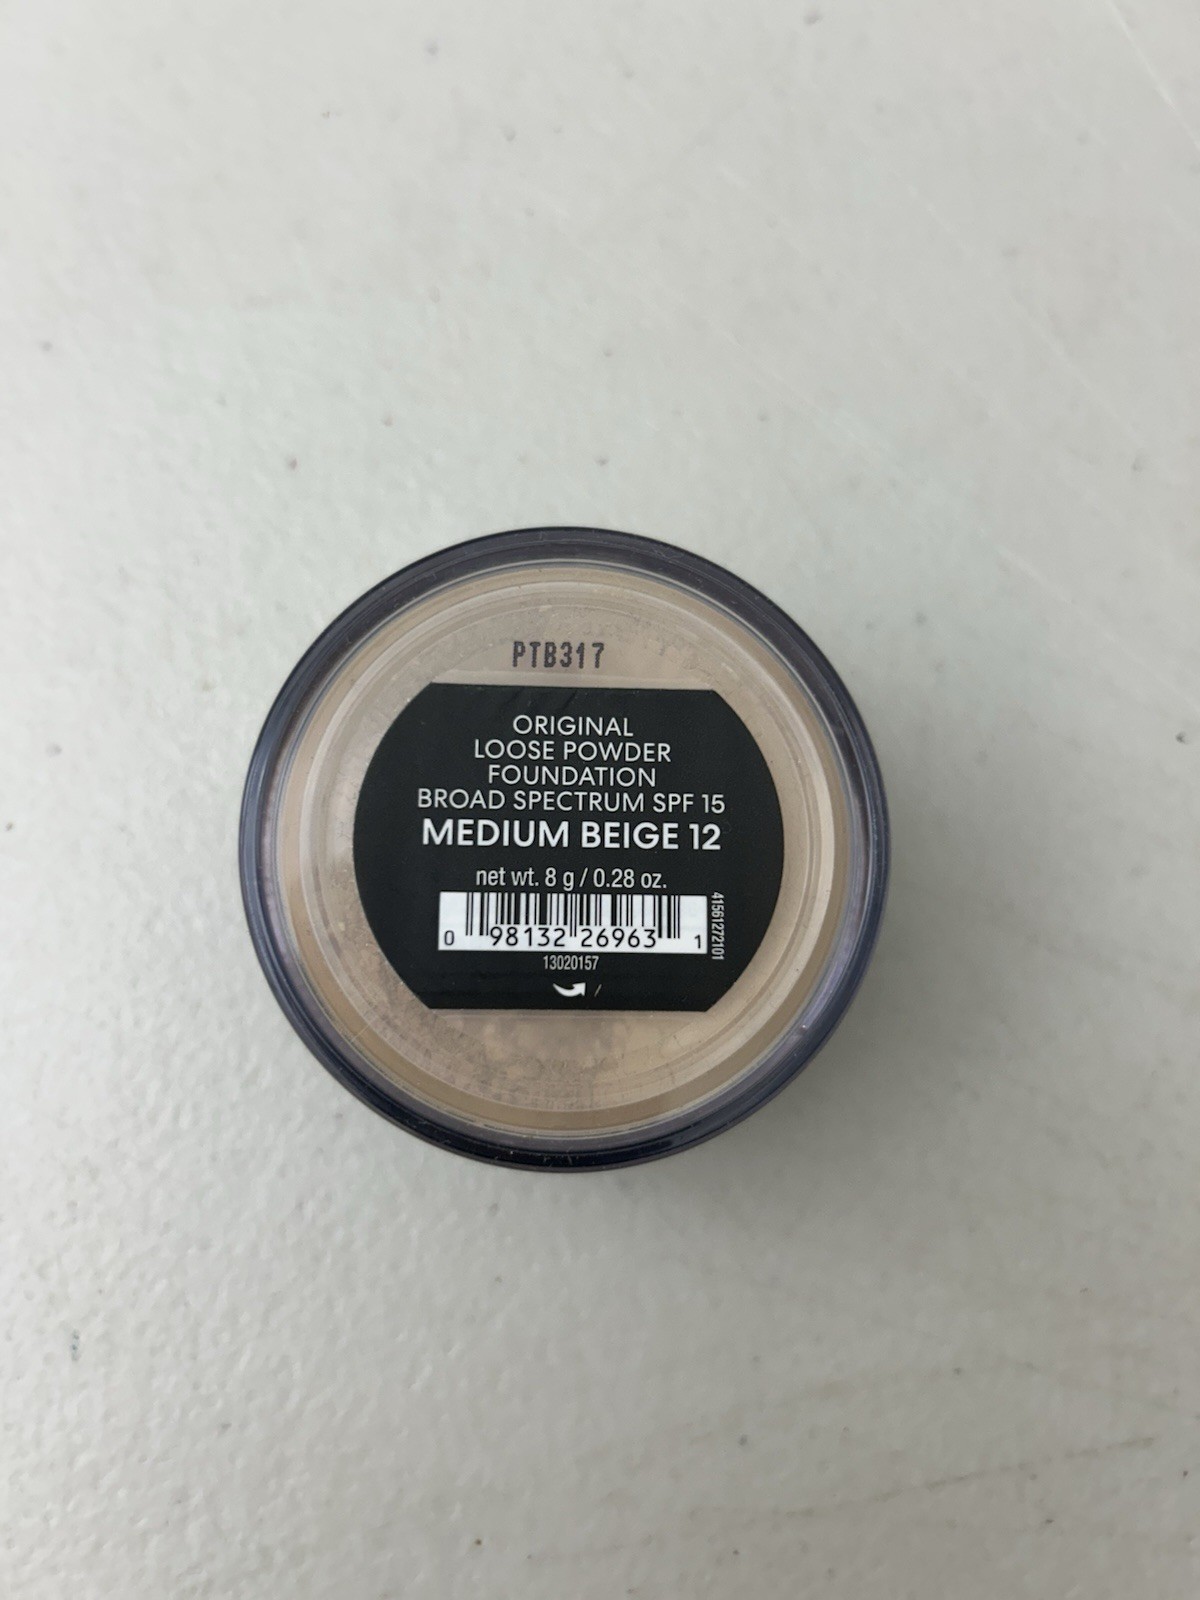 PTB317
ORIGINAL
LOOSE POWDER
FOUNDATION
BROAD SPECTRUM SPF 15
MEDIUM BEIGE 12
net wt. 8 g / 0.28 oz.
0 98132 26963 1
41561272101
13020157